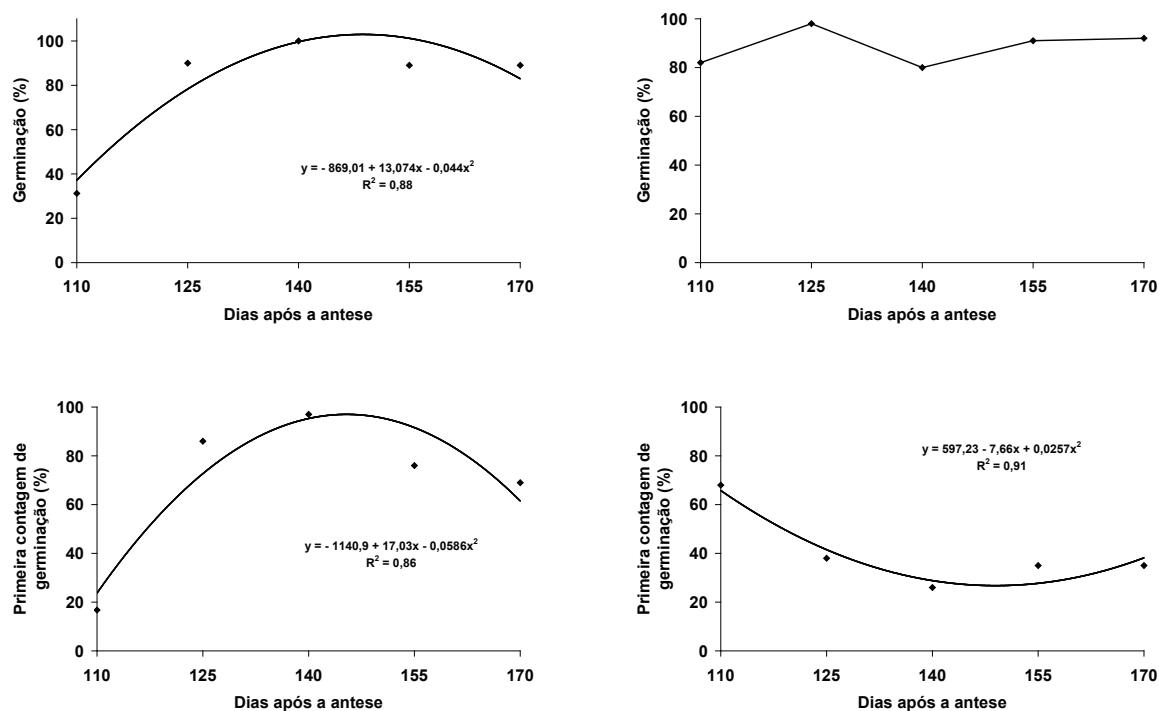 Germinação (%)
100
80
60
40
20
0
y = - 869,01 + 13,074x - 0,044x²
R² = 0,88
110 125 140 155 170
Dias após a antese
Germinação (%)
100
80
60
40
20
0
110 125 140 155 170
Dias após a antese
Primeira contagem de
germinação (%)
100
80
60
40
20
0
y = - 1140,9 + 17,03x - 0,0586x²
R² = 0,86
110 125 140 155 170
Dias após a antese
Primeira contagem de
germinação (%)
100
80
60
40
20
0
y = 597,23 - 7,66x + 0,0257x²
R² = 0,91
110 125 140 155 170
Dias após a antese